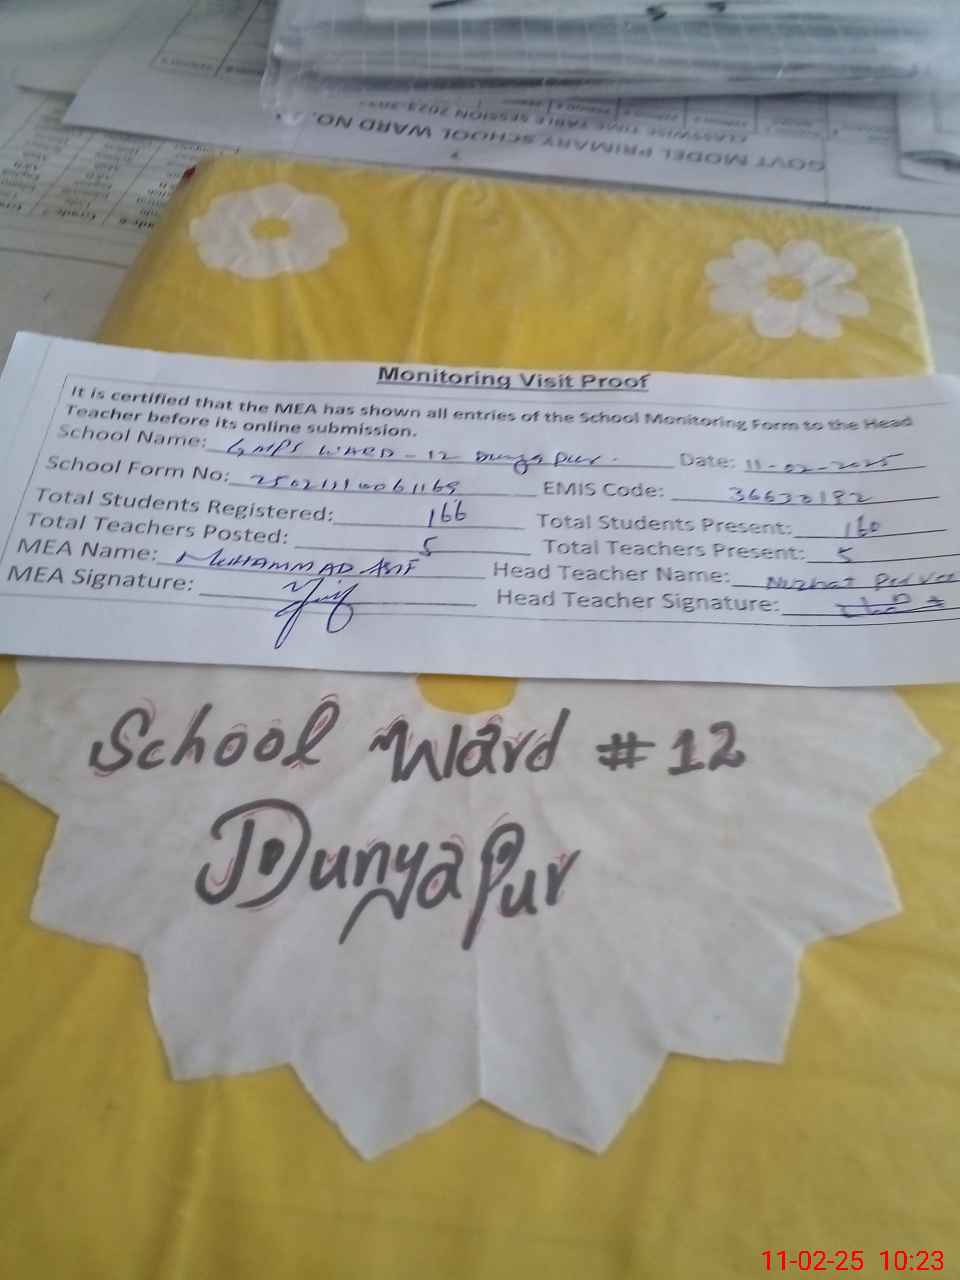 GOVT MODEL PRIMARY SCHOOL WARD NO.
CLASSWISE TIME TABLE SESSION 2023-202
Monitoring Visit Proof
It is certified that the MEA has shown all entries of the School Monitoring Form to the Head
Teacher before its online submission.
School Name: GMPS WARD-12 Dunya Pur. Date: 11-02-2025
School Form No: EMIS Code:
Total Students Registered: 166 Total Students Present: 160
Total Teachers Posted: 5 Total Teachers Present: 5
MEA Name: MUHAMMAD ASIF Head Teacher Name: Nuzhat
MEA Signature: Head Teacher Signature:
School Ward # 12
DunyaPur
11-02-25 10:23